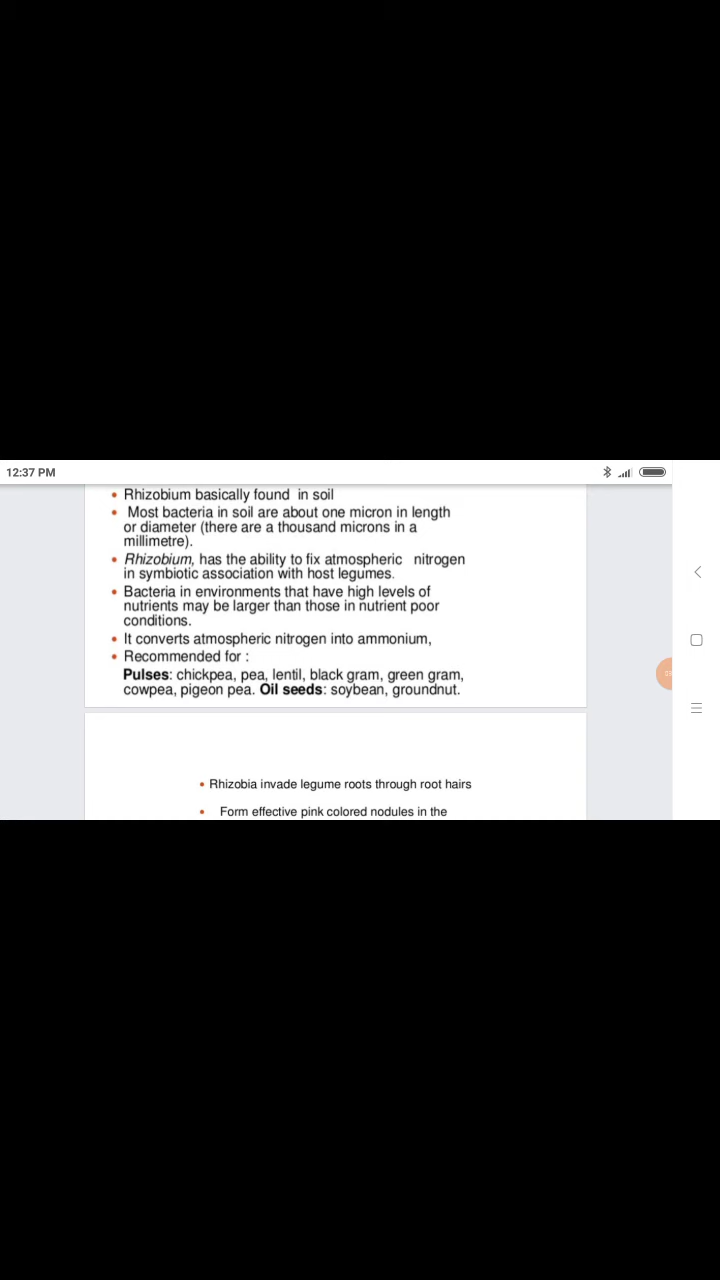 12:37 PM
• Rhizobium basically found in soil
• Most bacteria in soil are about one micron in length
or diameter (there are a thousand microns in a
millimetre).
• Rhizobium, has the ability to fix atmospheric nitrogen
in symbiotic association with host legumes.
• Bacteria in environments that have high levels of
nutrients may be larger than those in nutrient poor
conditions.
• It converts atmospheric nitrogen into ammonium,
• Recommended for :
Pulses: chickpea, pea, lentil, black gram, green gram,
cowpea, pigeon pea. Oil seeds: soybean, groundnut.
• Rhizobia invade legume roots through root hairs
• Form effective pink colored nodules in the